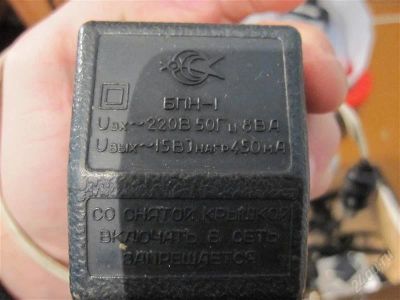 БПН-1
Uвх~220В 50Гц 8ВА
Uвых~15В Iнагр 450мА
СО СНЯТОЙ КРЫШКОЙ
ВКЛЮЧАТЬ В СЕТЬ
ЗАПРЕЩАЕТСЯ